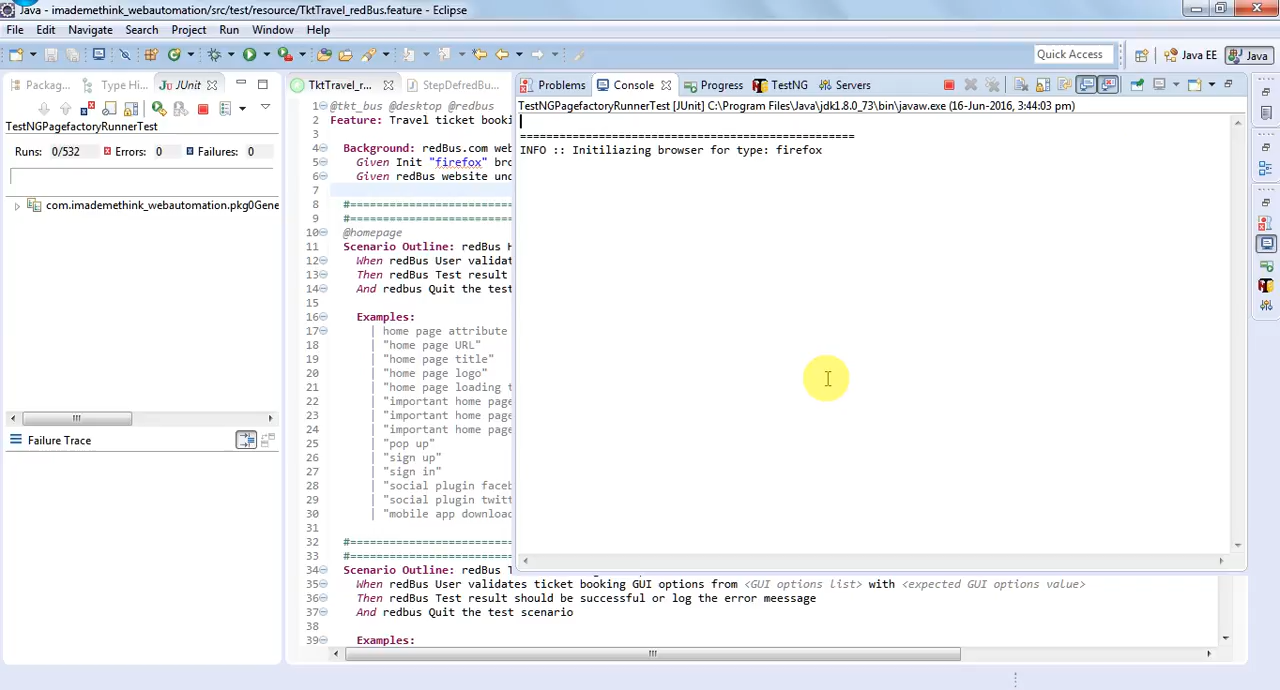 Java - imademethink_webautomation/src/test/resource/TktTravel_redBus.feature - Eclipse
File Edit Navigate Search Project Run Window Help
Quick Access
Java EE
Java
Packag...
Type Hi...
JUnit
TestNGPagefactoryRunnerTest
Runs: 0/532 Errors: 0 Failures: 0
com.imademethink_webautomation.pkg0Gene
Failure Trace
TktTravel_r...
StepDefredBu...
1 @tkt_bus @desktop @redbus
2 Feature: Travel ticket booki
3
4 Background: redBus.com web
5 Given Init "firefox" bro
6 Given redBus website und
7
8 #==========================
9 #==========================
10 @homepage
11 Scenario Outline: redBus H
12 When redBus User validat
13 Then redBus Test result
14 And redbus Quit the test
15
16 Examples:
17 | home page attribute
18 | "home page URL"
19 | "home page title"
20 | "home page logo"
21 | "home page loading t
22 | "important home page
23 | "important home page
24 | "important home page
25 | "pop up"
26 | "sign up"
27 | "sign in"
28 | "social plugin faceb
29 | "social plugin twitt
30 | "mobile app download
31
32 #==========================
33 #==========================
34 Scenario Outline: redBus T
35 When redBus User validates ticket booking GUI options from <GUI options list> with <expected GUI options value>
36 Then redBus Test result should be successful or log the error meessage
37 And redbus Quit the test scenario
38
39 Examples:
Problems
Console
Progress
TestNG
Servers
TestNGPagefactoryRunnerTest [JUnit] C:\Program Files\Java\jdk1.8.0_73\bin\javaw.exe (16-Jun-2016, 3:44:03 pm)
===================================================
INFO :: Initiliazing browser for type: firefox